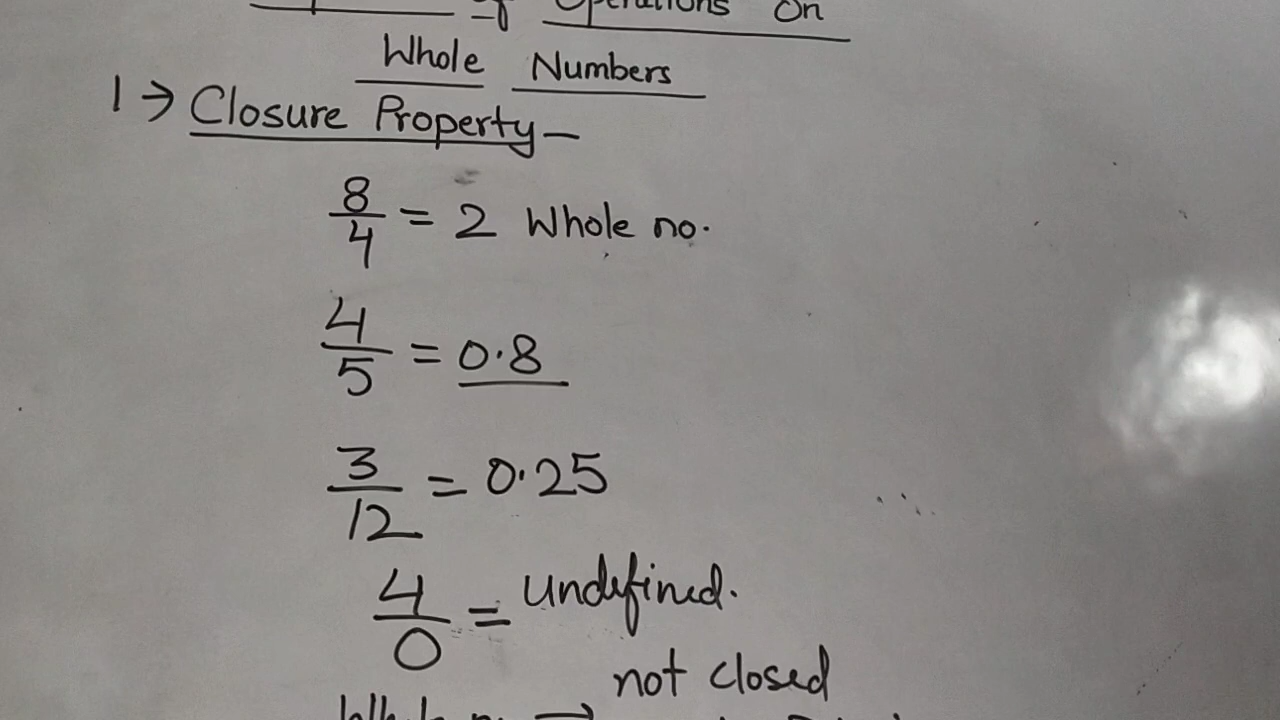 Operations On
Whole Numbers
1 → Closure Property –
8/4 = 2 Whole no.
4/5 = 0.8
3/12 = 0.25
4/0 = undefined.
not closed